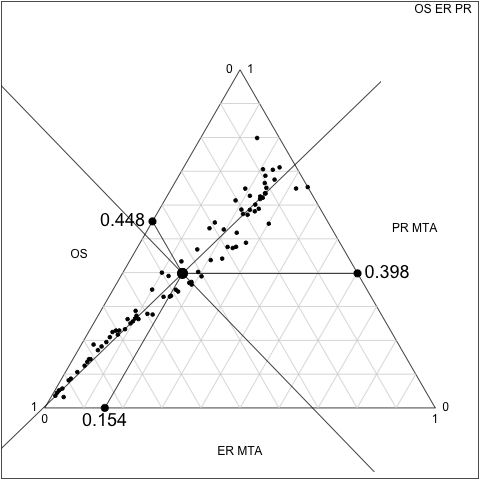 OS ER PR
0 1
0.448
PR MTA
OS
0.398
1 0
0 1
0.154
ER MTA